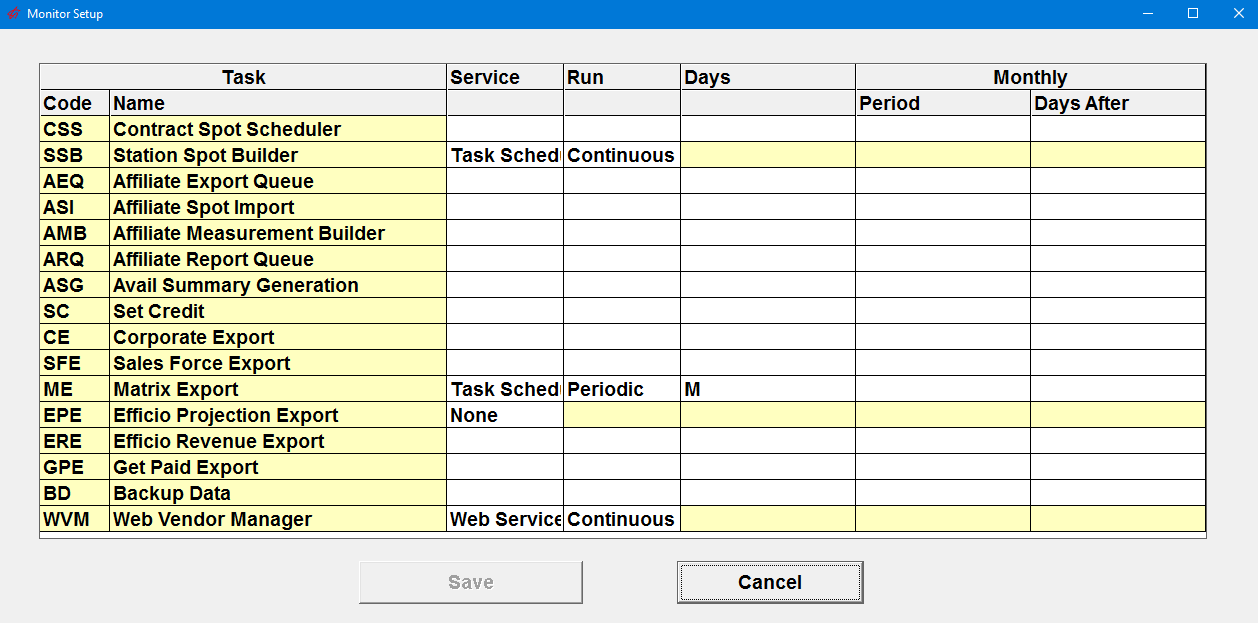 Monitor Setup
Task Service Run Days Monthly
Code Name Period Days After
CSS Contract Spot Scheduler
SSB Station Spot Builder Task Sched Continuous
AEQ Affiliate Export Queue
ASI Affiliate Spot Import
AMB Affiliate Measurement Builder
ARQ Affiliate Report Queue
ASG Avail Summary Generation
SC Set Credit
CE Corporate Export
SFE Sales Force Export
ME Matrix Export Task Sched Periodic M
EPE Efficio Projection Export None
ERE Efficio Revenue Export
GPE Get Paid Export
BD Backup Data
WVM Web Vendor Manager Web Service Continuous
Save Cancel